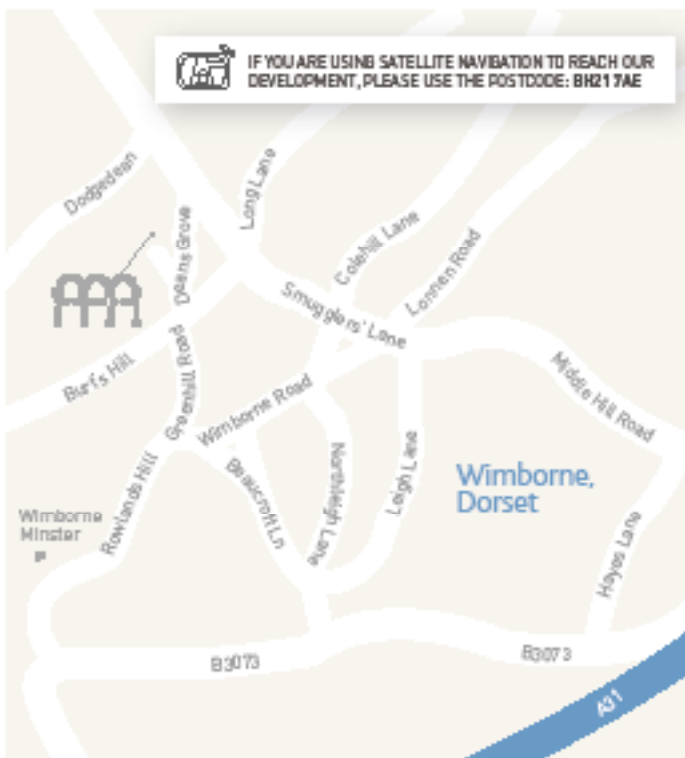 IF YOU ARE USING SATELLITE NAVIGATION TO REACH OUR
DEVELOPMENT, PLEASE USE THE POSTCODE: BH21 7AE
Dodgedean
Long Lane
Deans Grove
Colehill Lane
Lonnen Road
Smugglers' Lane
Burt's Hill
Greenhill Road
Wimborne Road
Middle Hill Road
Rowlands Hill
Beaucroft Ln
Northleigh Lane
Leigh Lane
Wimborne,
Dorset
Wimborne
Minster
Hayes Lane
B3073
B3073
A31